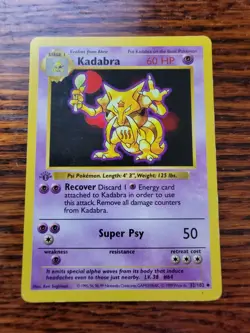 STAGE 1
Evolves from Abra
Put Kadabra on the Basic Pokémon
Kadabra
60 HP
Psi Pokémon. Length: 4' 3", Weight: 125 lbs.
Recover Discard 1 Energy card
attached to Kadabra in order to
use this attack. Remove all damage counters
from Kadabra.
Super Psy 50
weakness resistance retreat cost
It emits special alpha waves from its body that induce
headaches even to those just nearby. LV. 38 #64
Illus. Ken Sugimori
32/102